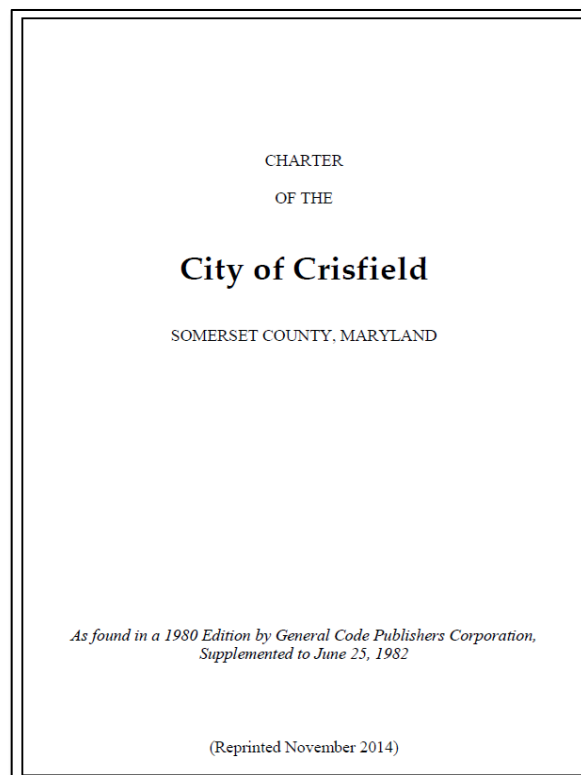 CHARTER
OF THE
City of Crisfield
SOMERSET COUNTY, MARYLAND
As found in a 1980 Edition by General Code Publishers Corporation,
Supplemented to June 25, 1982
(Reprinted November 2014)